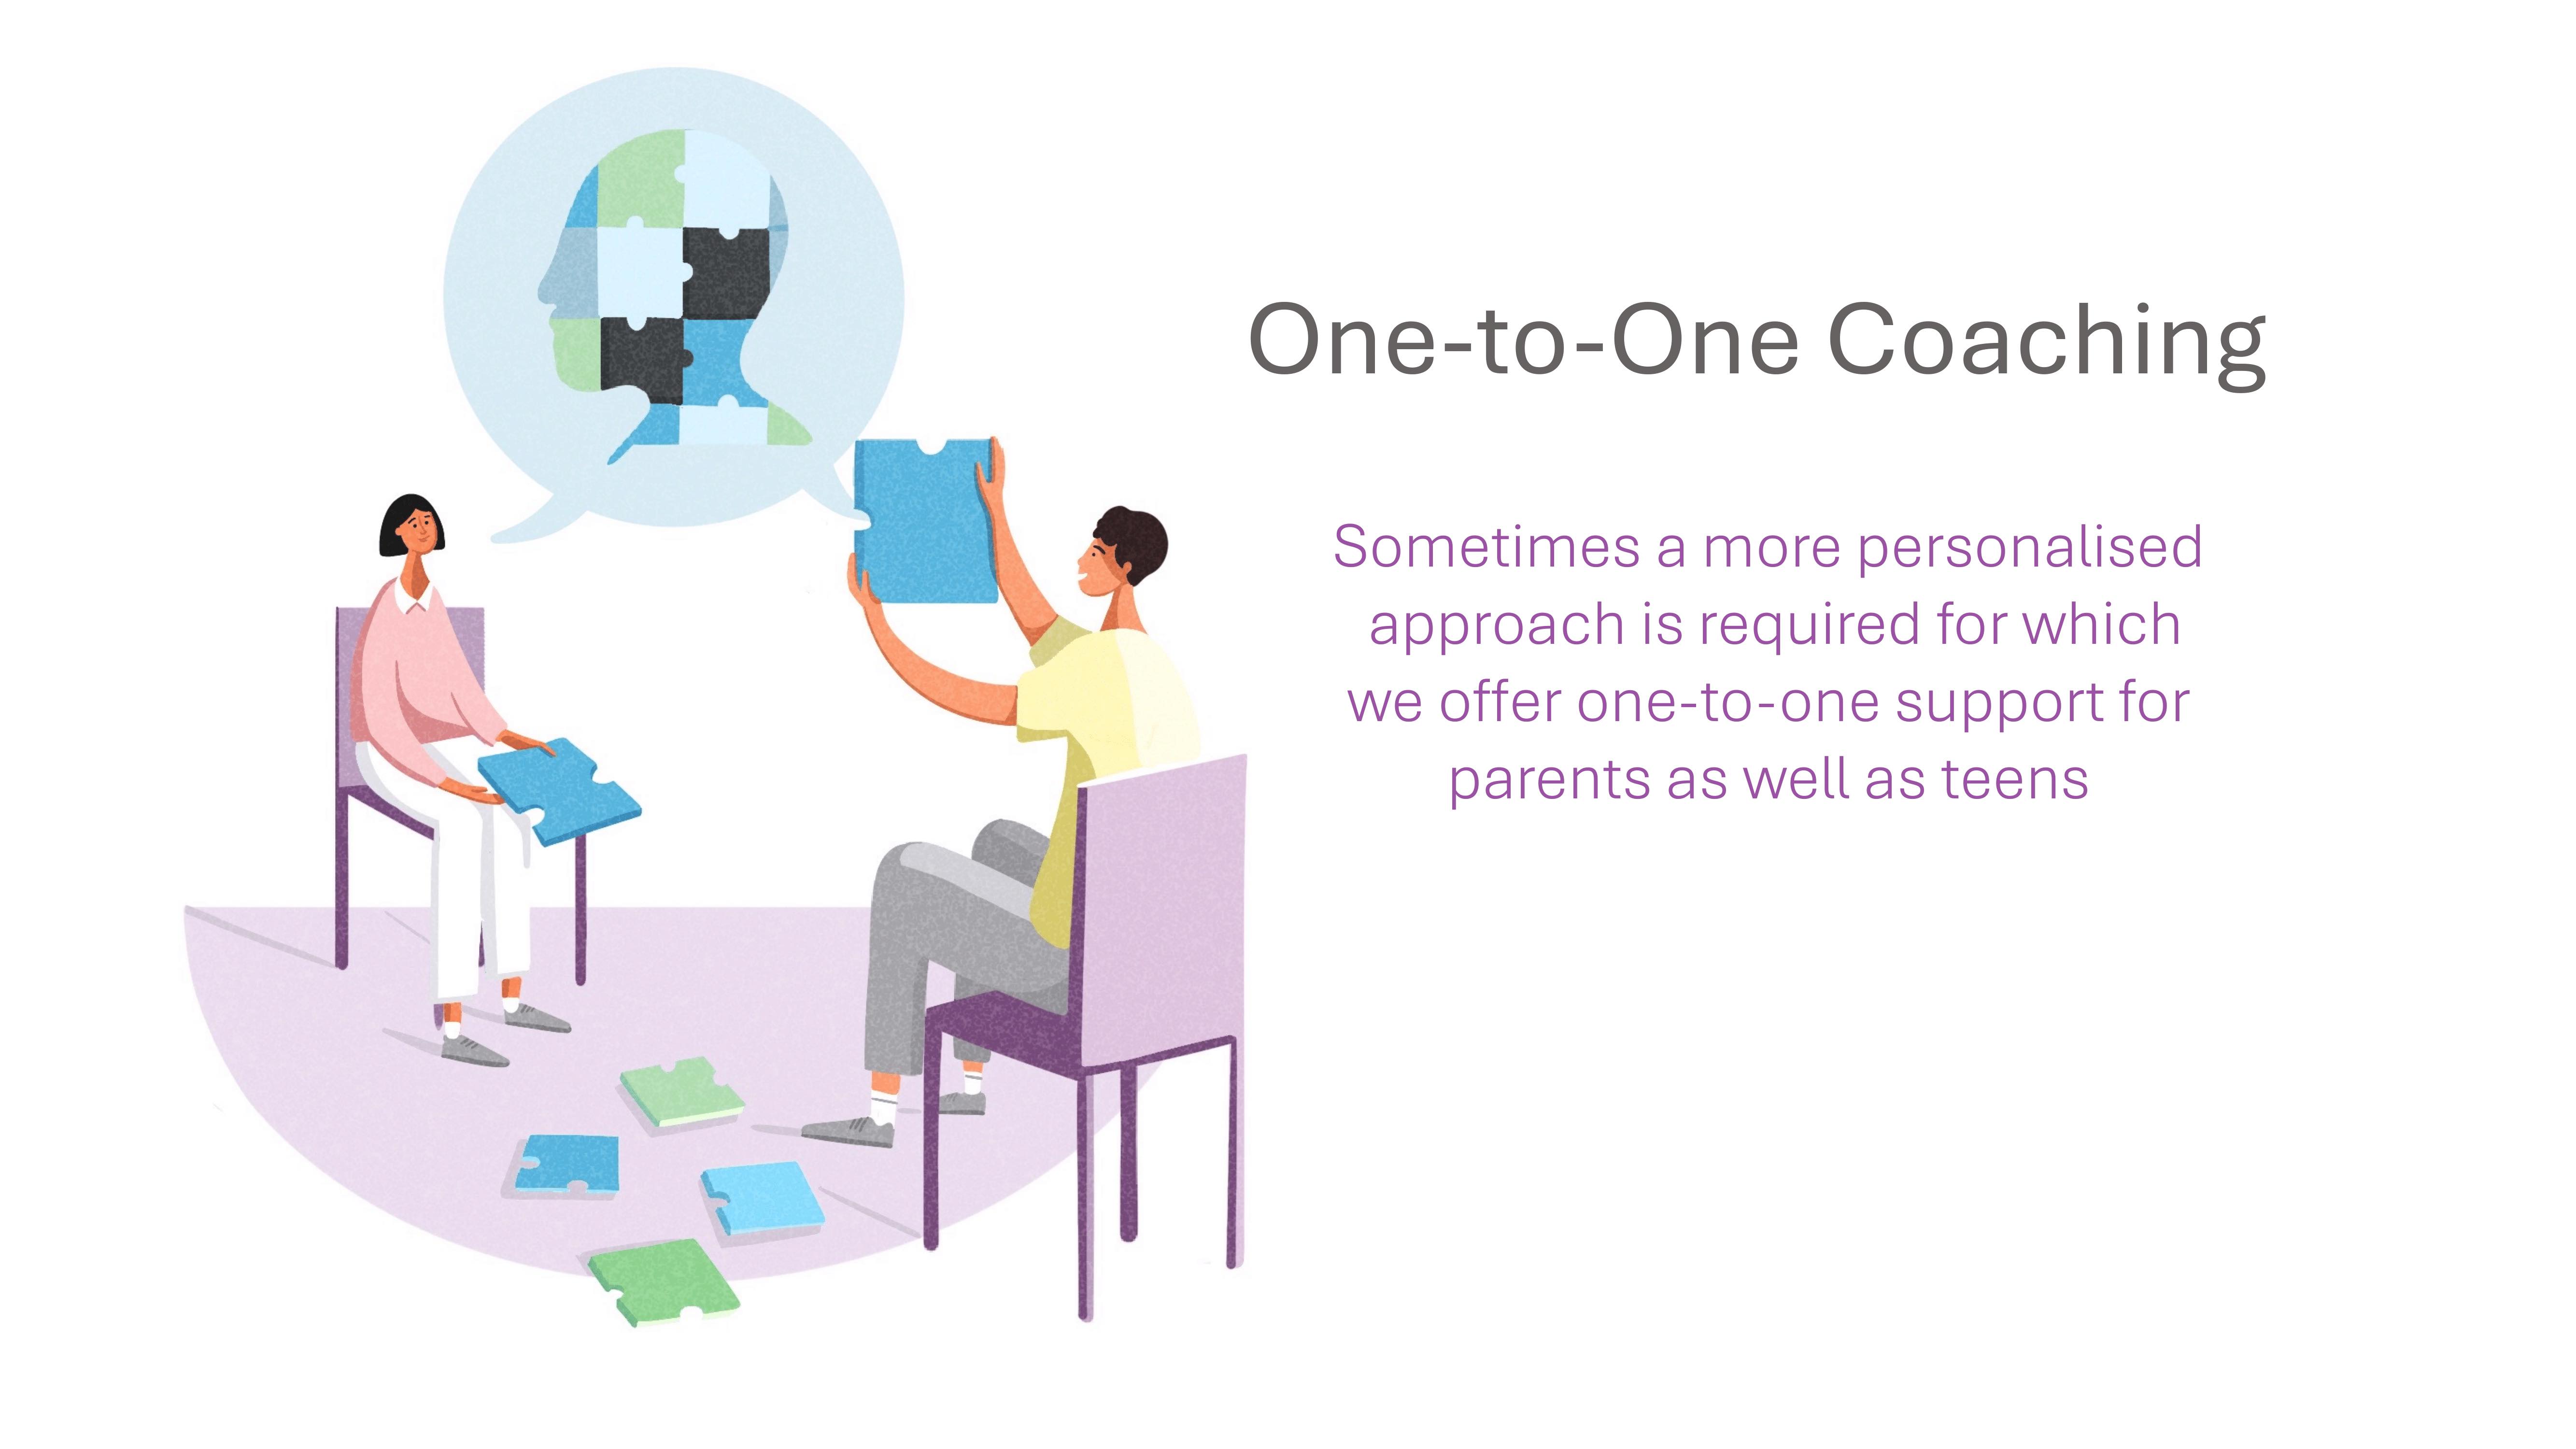 One-to-One Coaching
Sometimes a more personalised
approach is required for which
we offer one-to-one support for
parents as well as teens